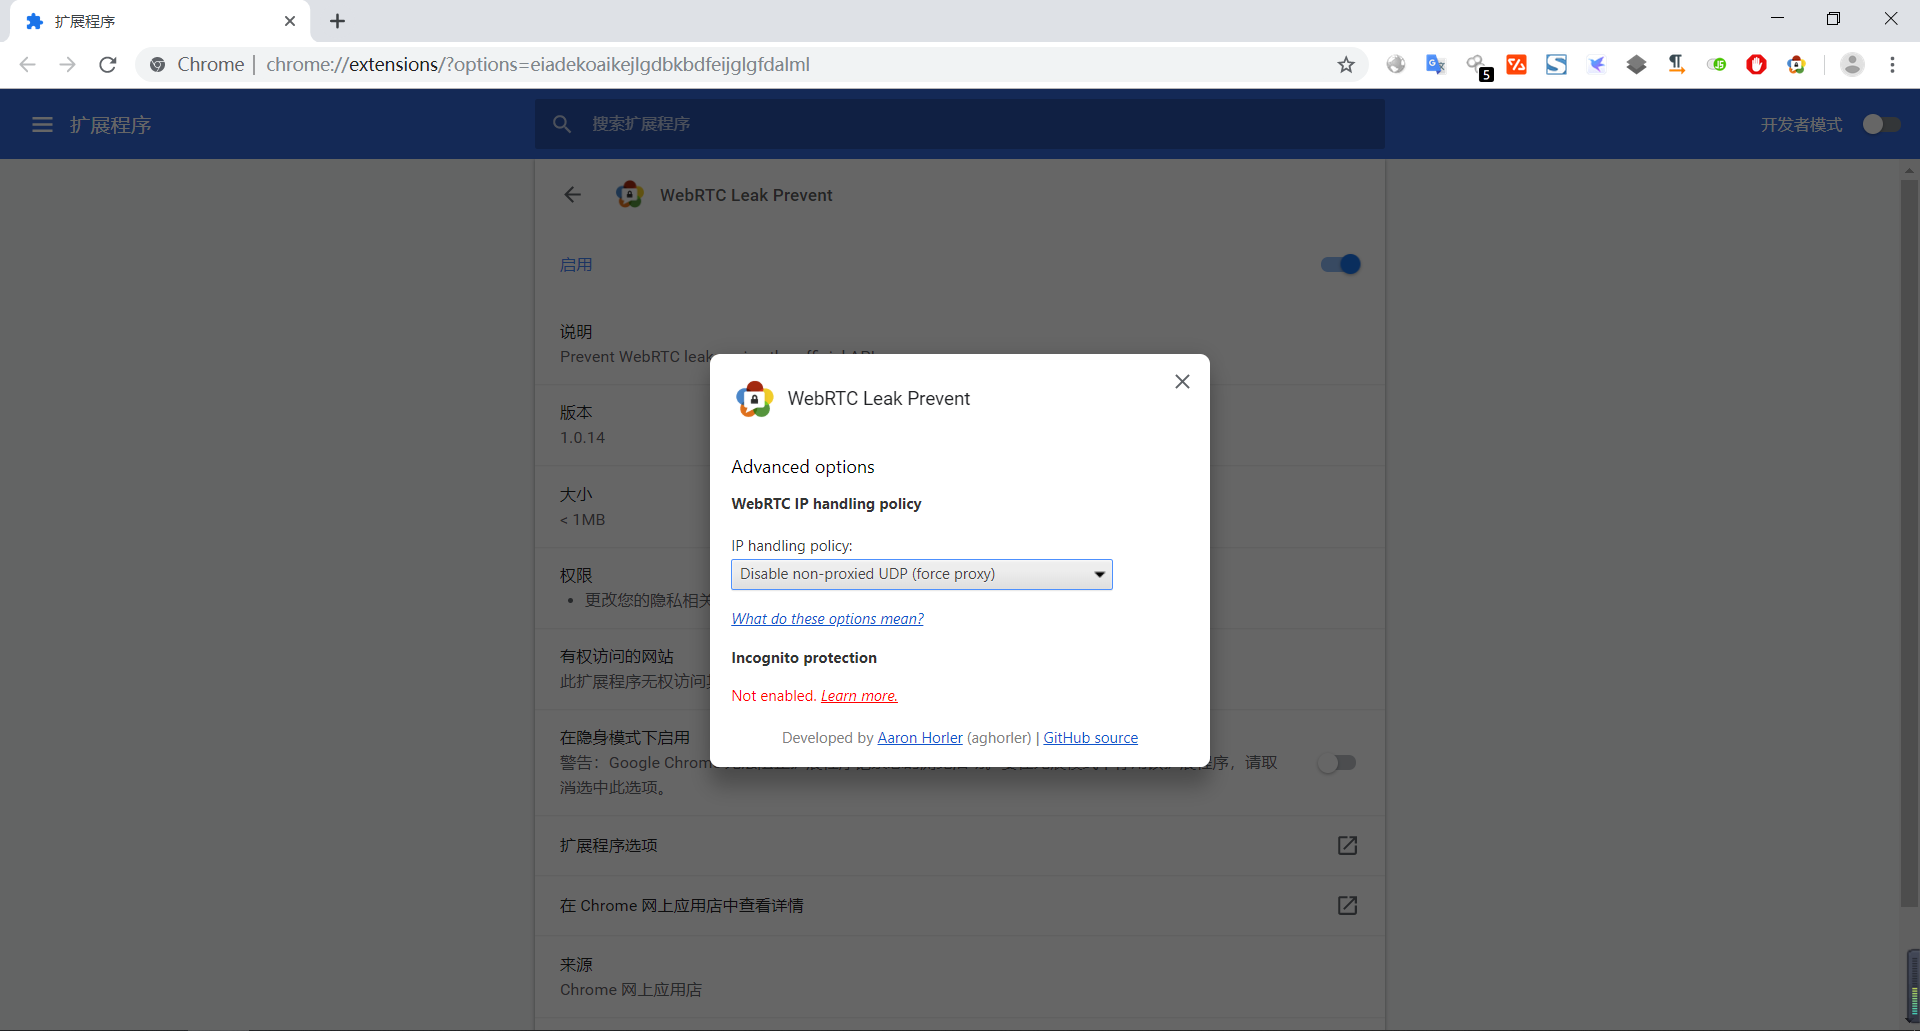 扩展程序
Chrome | chrome://extensions/?options=eiadekoaikejlgdbkbdfeijglgfdalml
5
扩展程序
搜索扩展程序
开发者模式
WebRTC Leak Prevent
启用
说明
Prevent WebRTC leak
版本
1.0.14
大小
< 1MB
权限
• 更改您的隐私相关
有权访问的网站
此扩展程序无权访问
在隐身模式下启用
警告：Google Chrom 序，请取
消选中此选项。
扩展程序选项
在 Chrome 网上应用店中查看详情
来源
Chrome 网上应用店
WebRTC Leak Prevent
Advanced options
WebRTC IP handling policy
IP handling policy:
Disable non-proxied UDP (force proxy)
What do these options mean?
Incognito protection
Not enabled. Learn more.
Developed by Aaron Horler (aghorler) | GitHub source